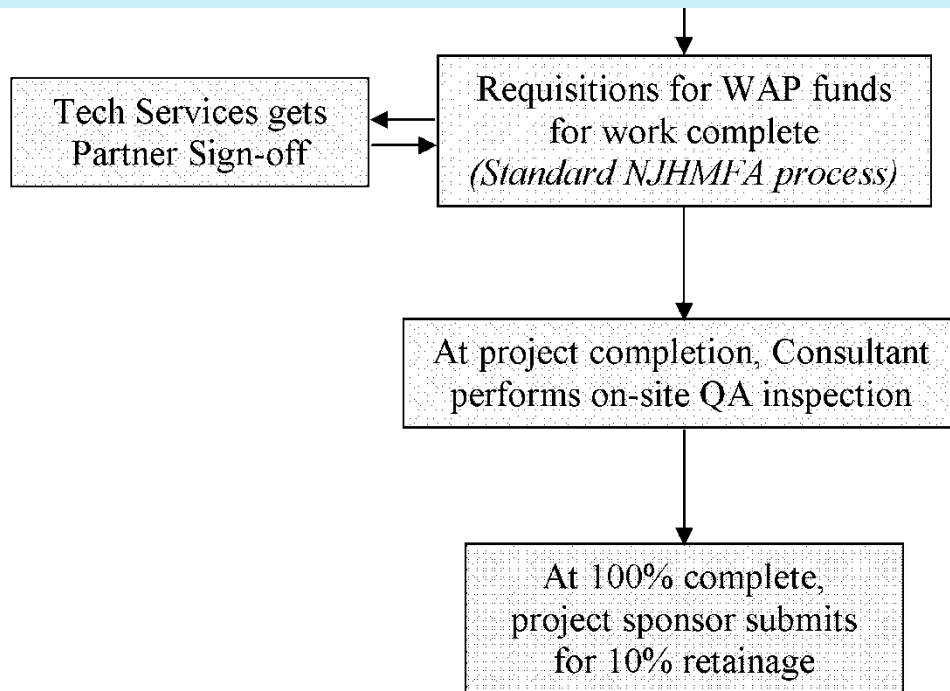 Tech Services gets
Partner Sign-off
Requisitions for WAP funds
for work complete
(Standard NJHMFA process)
At project completion, Consultant
performs on-site QA inspection
At 100% complete,
project sponsor submits
for 10% retainage